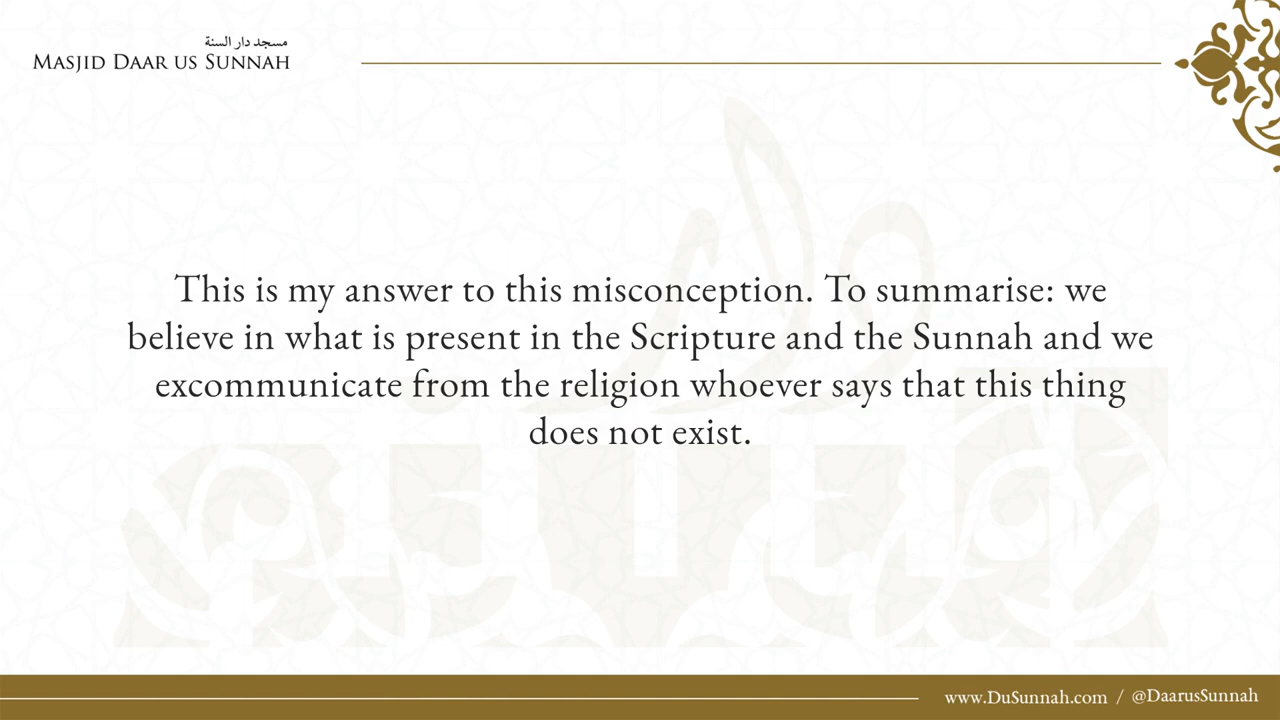 مسجد دار السنة
MASJID DAAR US SUNNAH
This is my answer to this misconception. To summarise: we
believe in what is present in the Scripture and the Sunnah and we
excommunicate from the religion whoever says that this thing
does not exist.
www.DuSunnah.com / @DaarusSunnah